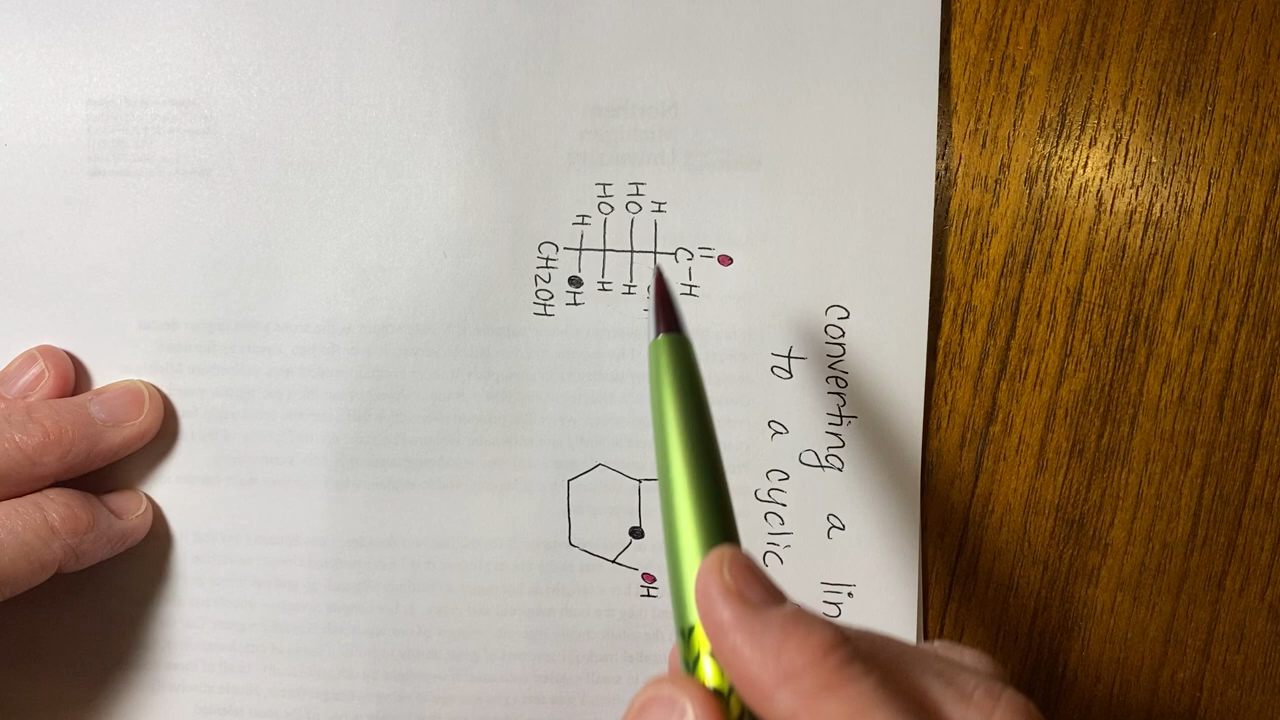 converting a lin
to a cyclic
O
C-H
H
HO H
HO H
H OH
CH2OH
OH